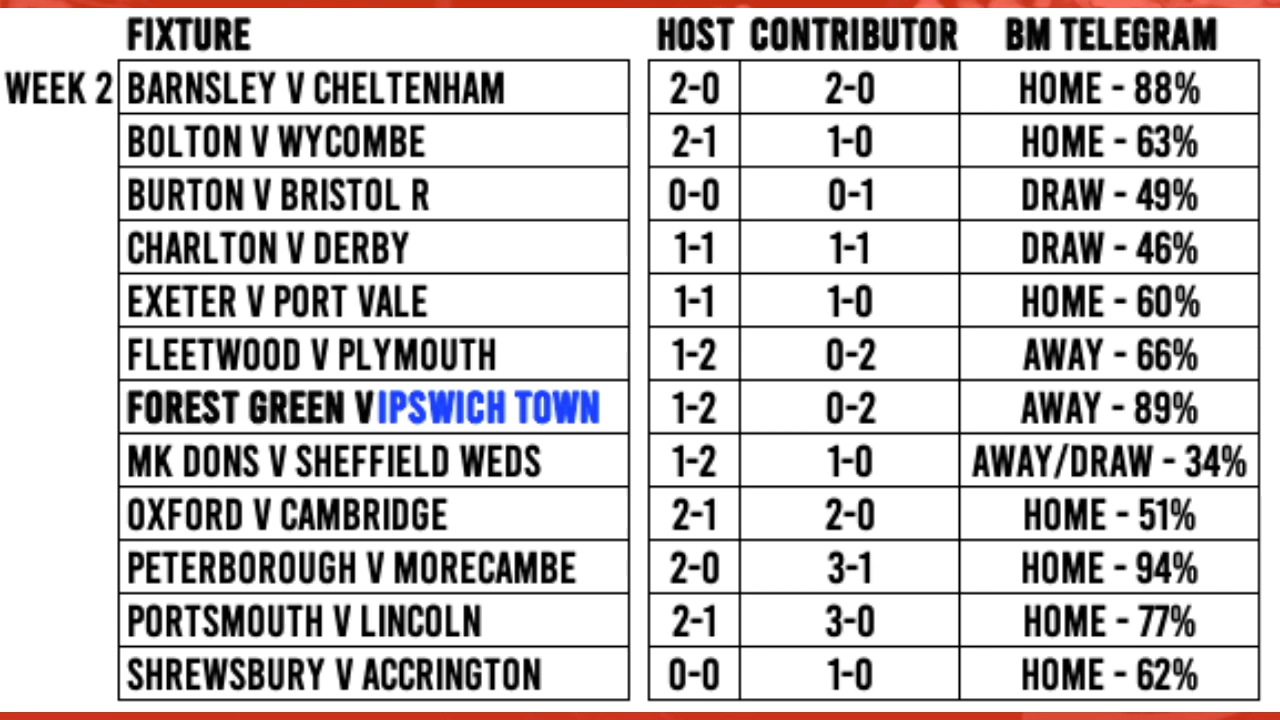 FIXTURE HOST CONTRIBUTOR BM TELEGRAM
WEEK 2 BARNSLEY V CHELTENHAM 2-0 2-0 HOME - 88%
BOLTON V WYCOMBE 2-1 1-0 HOME - 63%
BURTON V BRISTOL R 0-0 0-1 DRAW - 49%
CHARLTON V DERBY 1-1 1-1 DRAW - 46%
EXETER V PORT VALE 1-1 1-0 HOME - 60%
FLEETWOOD V PLYMOUTH 1-2 0-2 AWAY - 66%
FOREST GREEN V IPSWICH TOWN 1-2 0-2 AWAY - 89%
MK DONS V SHEFFIELD WEDS 1-2 1-0 AWAY/DRAW - 34%
OXFORD V CAMBRIDGE 2-1 2-0 HOME - 51%
PETERBOROUGH V MORECAMBE 2-0 3-1 HOME - 94%
PORTSMOUTH V LINCOLN 2-1 3-0 HOME - 77%
SHREWSBURY V ACCRINGTON 0-0 1-0 HOME - 62%